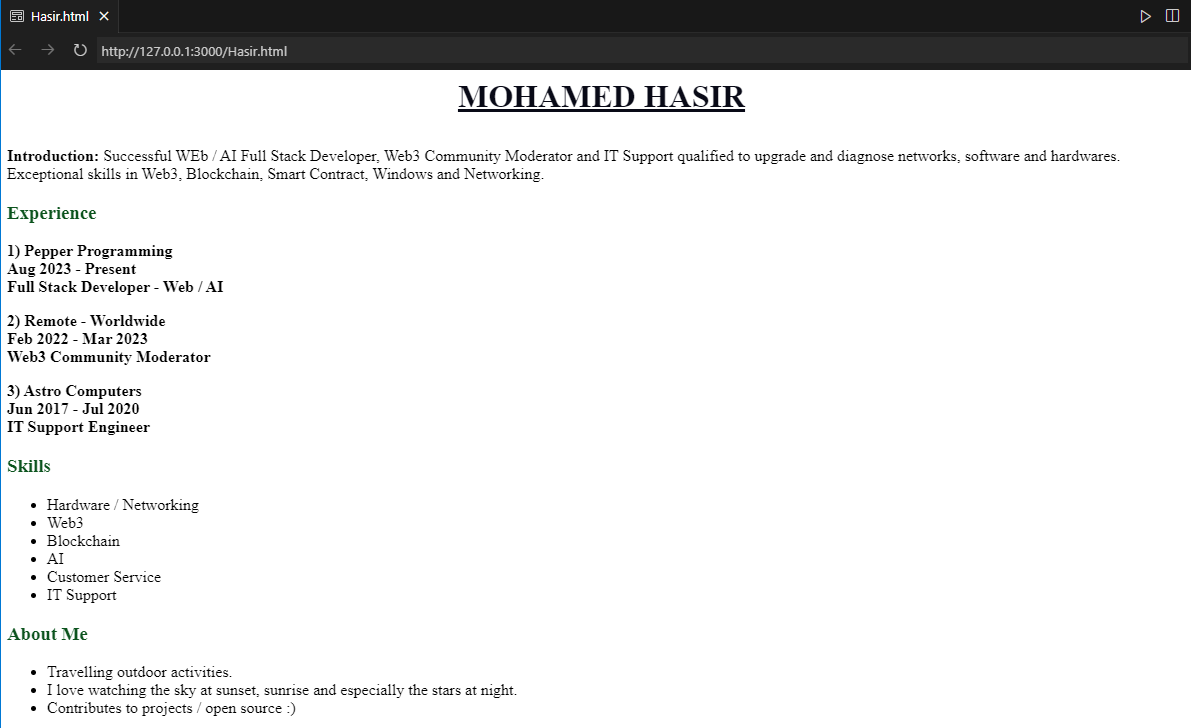 Hasir.html
http://127.0.0.1:3000/Hasir.html
MOHAMED HASIR
Introduction: Successful WEb / AI Full Stack Developer, Web3 Community Moderator and IT Support qualified to upgrade and diagnose networks, software and hardwares.
Exceptional skills in Web3, Blockchain, Smart Contract, Windows and Networking.
Experience
1) Pepper Programming
Aug 2023 - Present
Full Stack Developer - Web / AI
2) Remote - Worldwide
Feb 2022 - Mar 2023
Web3 Community Moderator
3) Astro Computers
Jun 2017 - Jul 2020
IT Support Engineer
Skills
• Hardware / Networking
• Web3
• Blockchain
• AI
• Customer Service
• IT Support
About Me
• Travelling outdoor activities.
• I love watching the sky at sunset, sunrise and especially the stars at night.
• Contributes to projects / open source :)